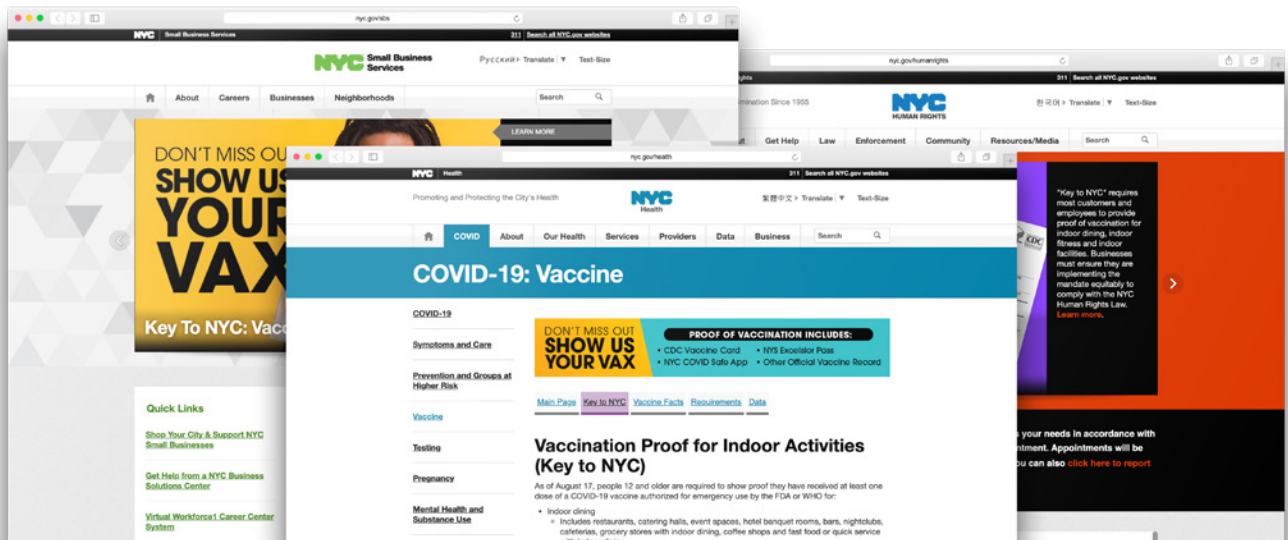 nyc.gov/sbs
NYC Small Business Services
311 Search all NYC.gov websites
NYC Small Business
Services
Русский Translate ▼ Text-Size
About Careers Businesses Neighborhoods
Search
LEARN MORE
DON'T MISS OU
SHOW US
YOUR
VAX
Key To NYC: Vacc
Quick Links
Shop Your City & Support NYC
Small Businesses
Get Help from a NYC Business
Solutions Center
Virtual Workforce1 Career Center
System
nyc.gov/health
NYC Health
311 Search all NYC.gov websites
Promoting and Protecting the City's Health
NYC
Health
繁體中文 Translate ▼ Text-Size
COVID About Our Health Services Providers Data Business
Search
COVID-19: Vaccine
COVID-19
Symptoms and Care
Prevention and Groups at
Higher Risk
Vaccine
Testing
Pregnancy
Mental Health and
Substance Use
DON'T MISS OUT
SHOW US
YOUR VAX
PROOF OF VACCINATION INCLUDES:
• CDC Vaccine Card • NYS Excelsior Pass
• NYC COVID Safe App • Other Official Vaccine Record
Main Page Key to NYC Vaccine Facts Requirements Data
Vaccination Proof for Indoor Activities
(Key to NYC)
As of August 17, people 12 and older are required to show proof they have received at least one
dose of a COVID-19 vaccine authorized for emergency use by the FDA or WHO for:
• Indoor dining
Includes restaurants, catering halls, event spaces, hotel banquet rooms, bars, nightclubs,
cafeterias, grocery stores with indoor dining, coffee shops and fast food or quick service
nyc.gov/humanrights
ghts
311 Search all NYC.gov websites
mination Since 1955
NYC
HUMAN RIGHTS
한국어 Translate ▼ Text-Size
ut Get Help Law Enforcement Community Resources/Media
Search
CDC
"Key to NYC" requires
most customers and
employees to provide
proof of vaccination for
indoor dining, indoor
fitness and indoor
facilities. Businesses
must ensure they are
implementing the
mandate equitably to
comply with the NYC
Human Rights Law.
Learn more.
s your needs in accordance with
ntment. Appointments will be
ou can also click here to report